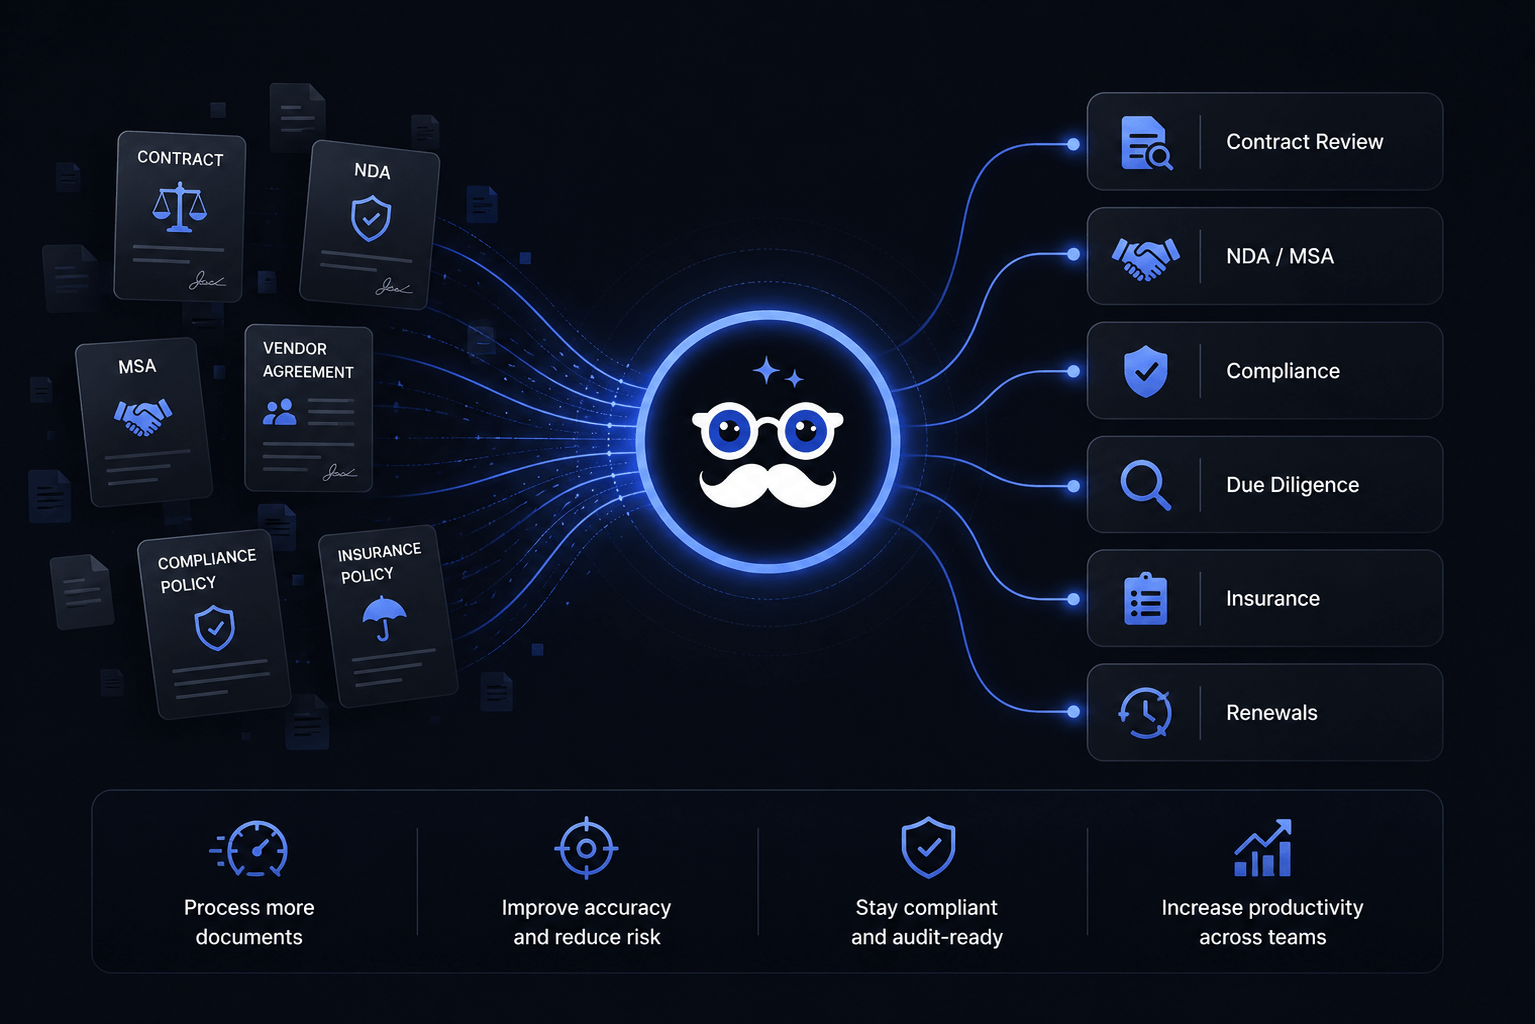 CONTRACT
NDA
MSA
VENDOR
AGREEMENT
COMPLIANCE
POLICY
INSURANCE
POLICY
Contract Review
NDA / MSA
Compliance
Due Diligence
Insurance
Renewals
Process more
documents
Improve accuracy
and reduce risk
Stay compliant
and audit-ready
Increase productivity
across teams